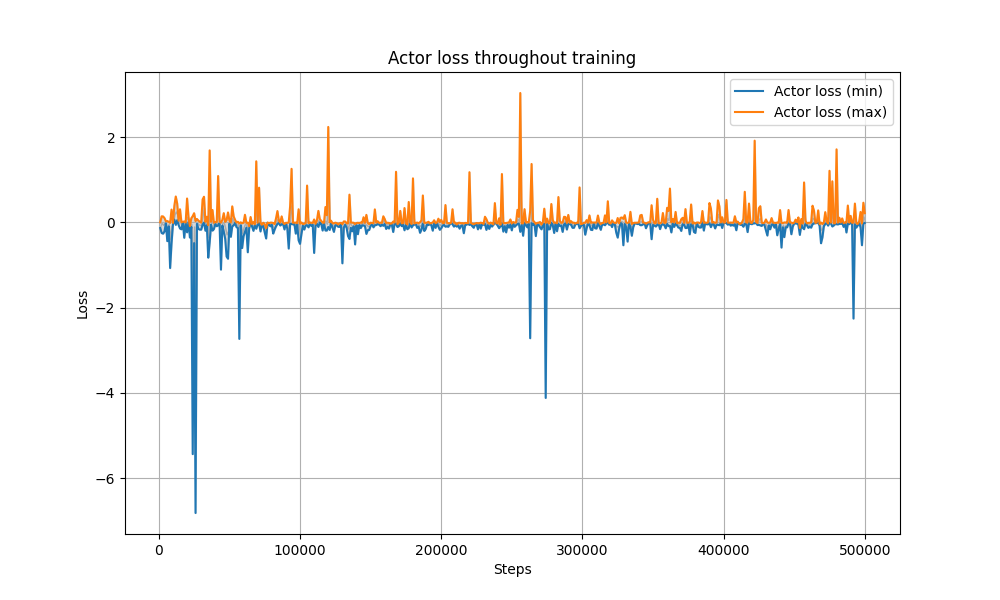 Actor loss throughout training
Actor loss (min)
Actor loss (max)
Loss
2
0
−2
−4
−6
0
100000
200000
300000
400000
500000
Steps